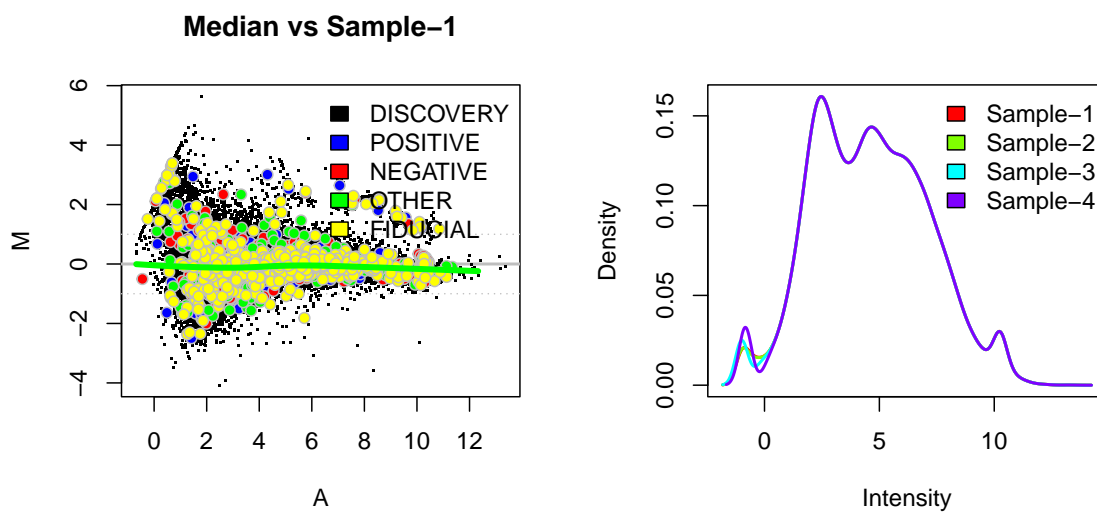 Median vs Sample−1
M
6
4
2
0
−2
−4
DISCOVERY
POSITIVE
NEGATIVE
OTHER
FIDUCIAL
0 2 4 6 8 10 12
A
Density
0.15
0.10
0.05
0.00
Sample−1
Sample−2
Sample−3
Sample−4
0 5 10
Intensity